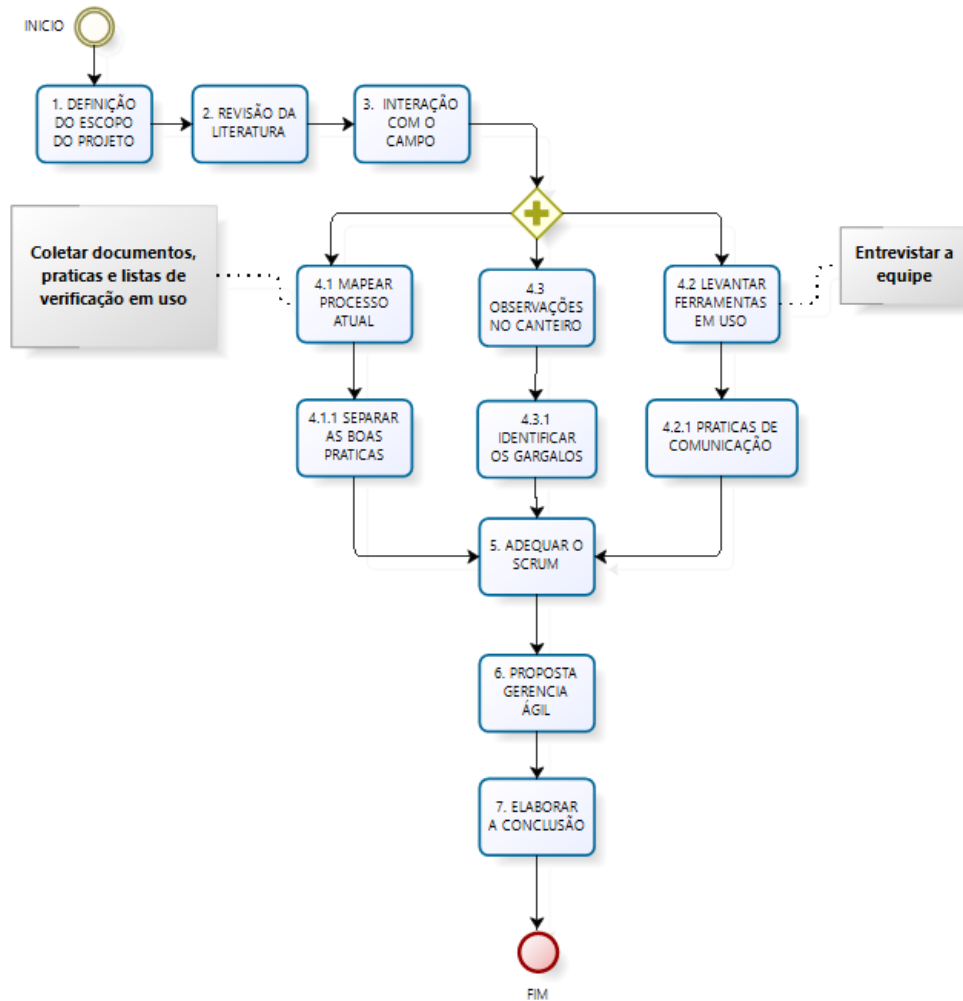 INICIO
1. DEFINIÇÃO
DO ESCOPO
DO PROJETO
2. REVISÃO DA
LITERATURA
3. INTERAÇÃO
COM O
CAMPO
Coletar documentos,
praticas e listas de
verificação em uso
4.1 MAPEAR
PROCESSO
ATUAL
4.3
OBSERVAÇÕES
NO CANTEIRO
4.2 LEVANTAR
FERRAMENTAS
EM USO
Entrevistar a
equipe
4.1.1 SEPARAR
AS BOAS
PRATICAS
4.3.1
IDENTIFICAR
OS GARGALOS
4.2.1 PRATICAS DE
COMUNICAÇÃO
5. ADEQUAR O
SCRUM
6. PROPOSTA
GERENCIA
ÁGIL
7. ELABORAR
A CONCLUSÃO
FIM